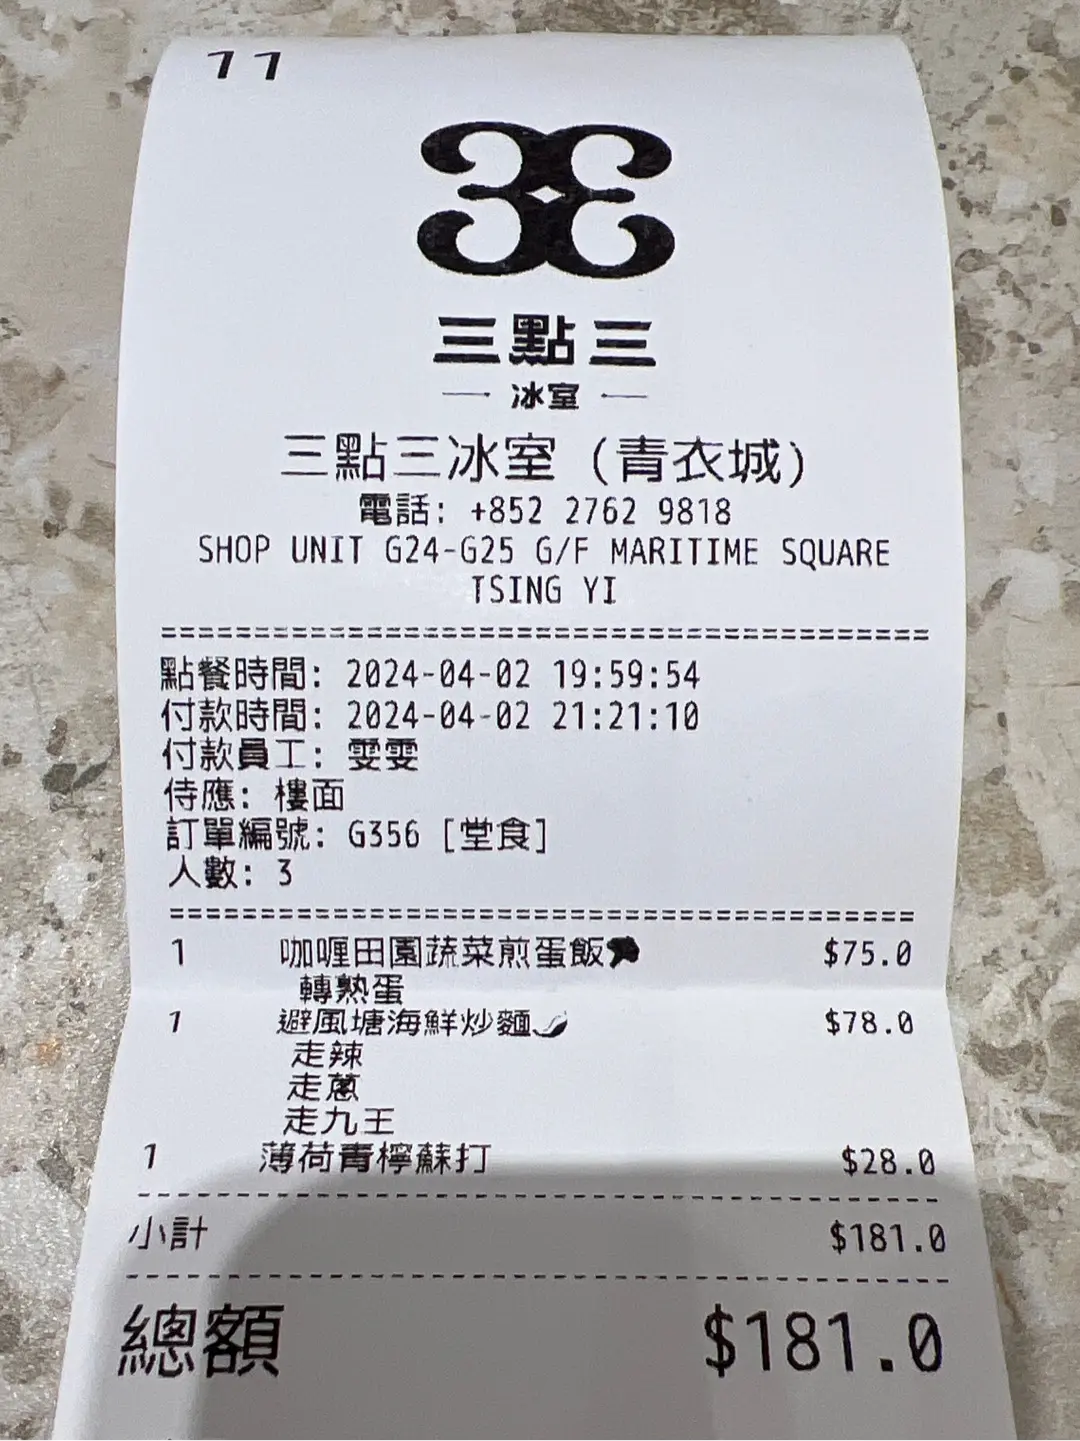 11
三點三
冰室
三點三冰室 (青衣城)
電話: +852 2762 9818
SHOP UNIT G24-G25 G/F MARITIME SQUARE
TSING YI
點餐時間: 2024-04-02 19:59:54
付款時間: 2024-04-02 21:21:10
付款員工: 雯雯
侍應: 樓面
訂單編號: G356 [堂食]
人數: 3
1 咖喱田園蔬菜煎蛋飯 $75.0
轉熟蛋
1 避風塘海鮮炒麵 $78.0
走辣
走蔥
走九王
1 薄荷青檸蘇打 $28.0
小計 $181.0
總額 $181.0